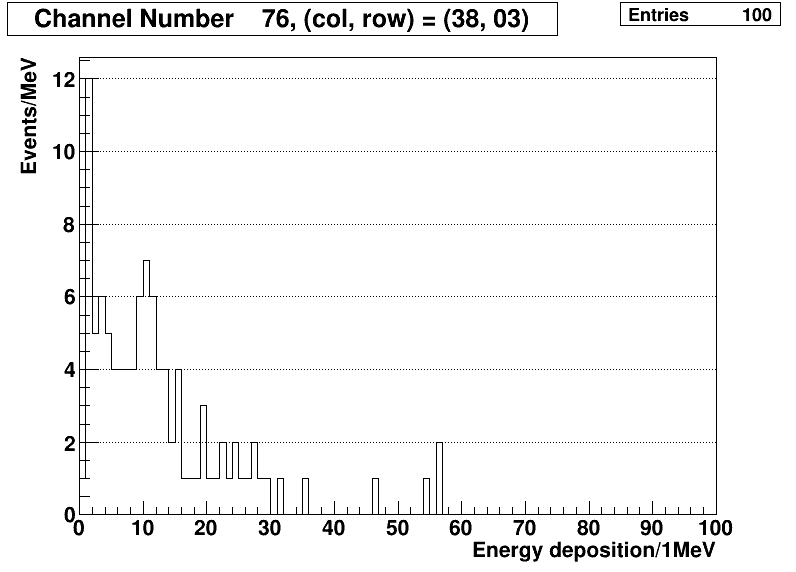 Channel Number 76, (col, row) = (38, 03)
Entries 100
Events/MeV
12
10
8
6
4
2
0
0 10 20 30 40 50 60 70 80 90 100
Energy deposition/1MeV